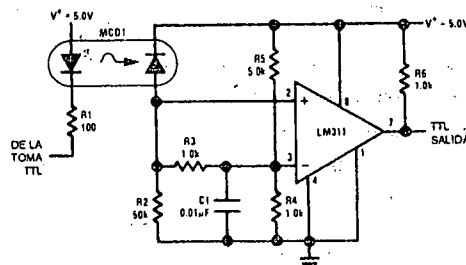 V⁺ = 5.0V
MCD1
V⁺ - 5.0V
R5
5.0k
R6
1.0k
R1
100
2
+
8
LM311
7
TTL
SALIDA
DE LA
TOMA
TTL
R3
1.0k
3
−
4
1
R2
50k
C1
0.01µF
R4
1.0k